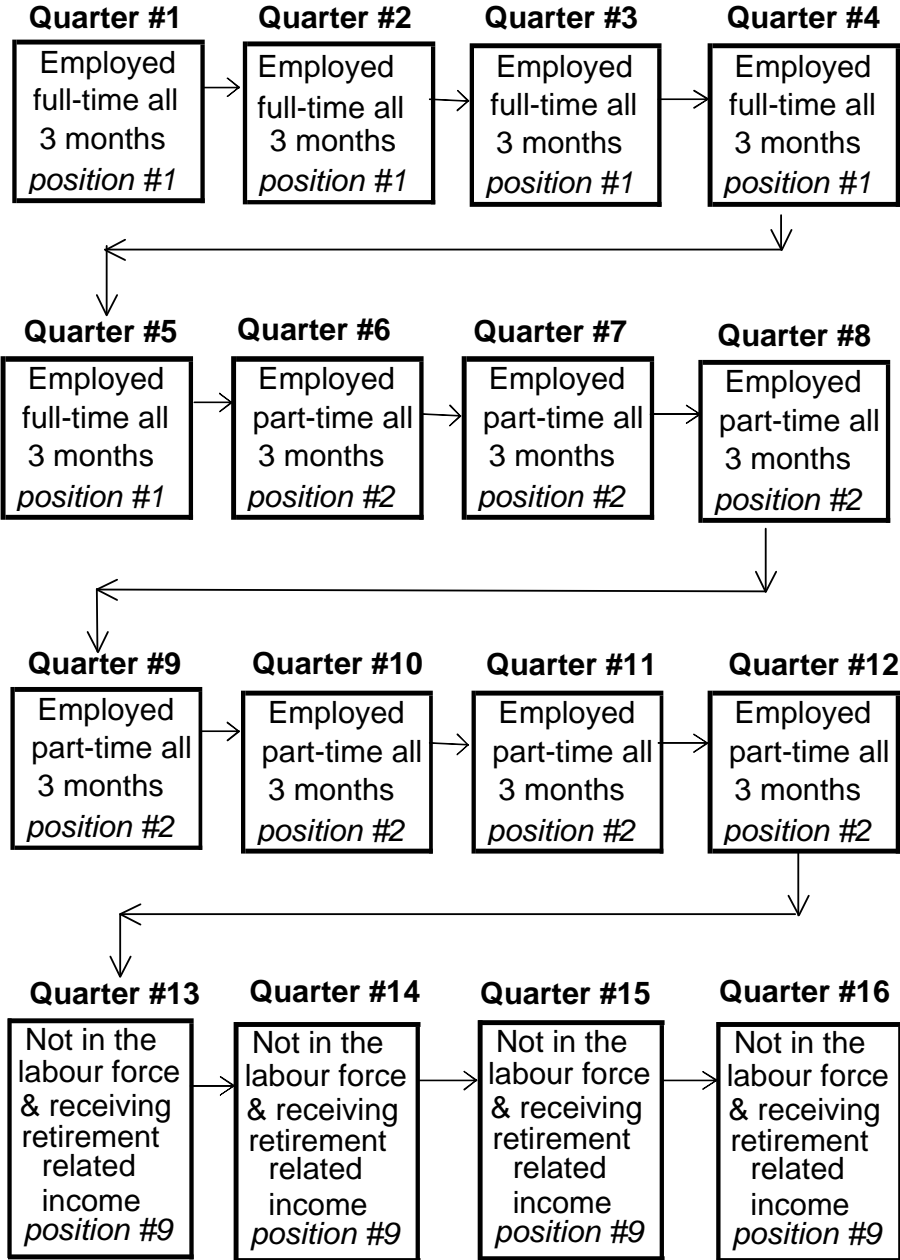 Quarter #1 Quarter #2 Quarter #3 Quarter #4
Employed
full-time all
3 months
position #1
Employed
full-time all
3 months
position #1
Employed
full-time all
3 months
position #1
Employed
full-time all
3 months
position #1
Quarter #5 Quarter #6 Quarter #7 Quarter #8
Employed
full-time all
3 months
position #1
Employed
part-time all
3 months
position #2
Employed
part-time all
3 months
position #2
Employed
part-time all
3 months
position #2
Quarter #9 Quarter #10 Quarter #11 Quarter #12
Employed
part-time all
3 months
position #2
Employed
part-time all
3 months
position #2
Employed
part-time all
3 months
position #2
Employed
part-time all
3 months
position #2
Quarter #13 Quarter #14 Quarter #15 Quarter #16
Not in the
labour force
& receiving
retirement
related
income
position #9
Not in the
labour force
& receiving
retirement
related
income
position #9
Not in the
labour force
& receiving
retirement
related
income
position #9
Not in the
labour force
& receiving
retirement
related
income
position #9